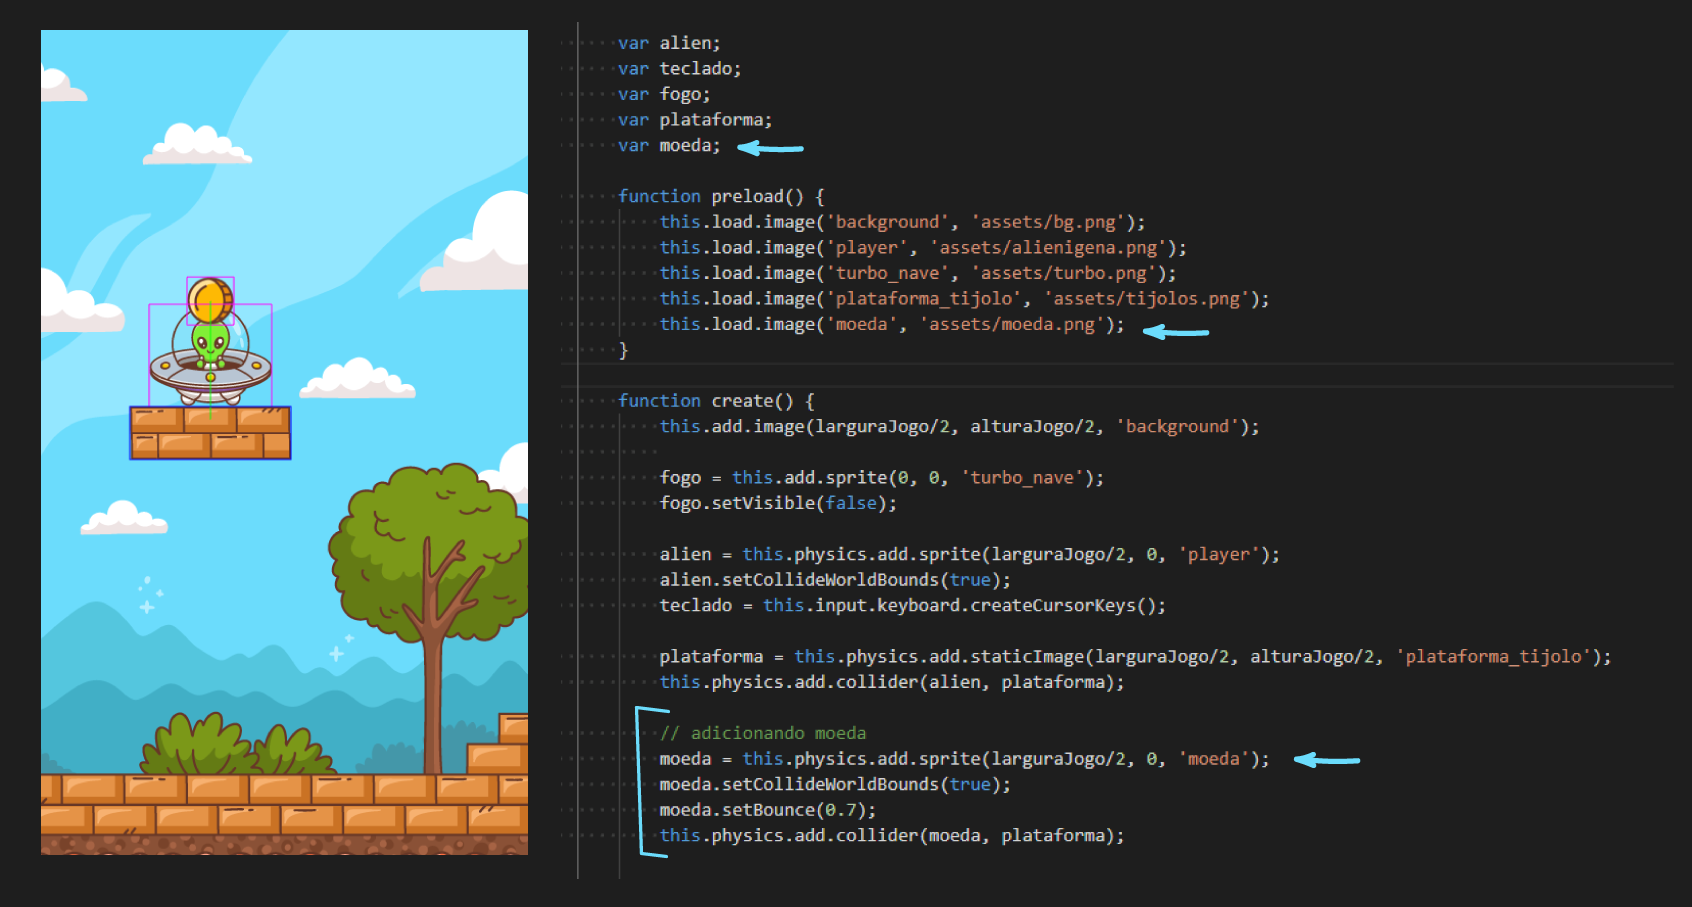 var alien;
var teclado;
var fogo;
var plataforma;
var moeda;
function preload() {
this.load.image('background', 'assets/bg.png');
this.load.image('player', 'assets/alienigena.png');
this.load.image('turbo_nave', 'assets/turbo.png');
this.load.image('plataforma_tijolo', 'assets/tijolos.png');
this.load.image('moeda', 'assets/moeda.png');
}
function create() {
this.add.image(larguraJogo/2, alturaJogo/2, 'background');
fogo = this.add.sprite(0, 0, 'turbo_nave');
fogo.setVisible(false);
alien = this.physics.add.sprite(larguraJogo/2, 0, 'player');
alien.setCollideWorldBounds(true);
teclado = this.input.keyboard.createCursorKeys();
plataforma = this.physics.add.staticImage(larguraJogo/2, alturaJogo/2, 'plataforma_tijolo');
this.physics.add.collider(alien, plataforma);
// adicionando moeda
moeda = this.physics.add.sprite(larguraJogo/2, 0, 'moeda');
moeda.setCollideWorldBounds(true);
moeda.setBounce(0.7);
this.physics.add.collider(moeda, plataforma);